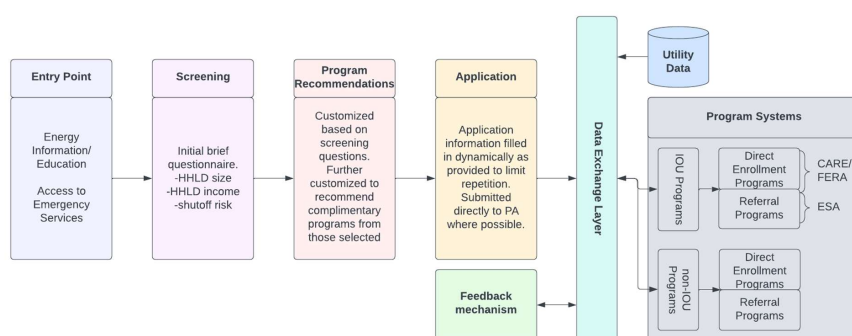 Entry Point
Energy
Information/
Education
Access to
Emergency
Services
Screening
Initial brief
questionnaire.
-HHLD size
-HHLD income
-shutoff risk
Program
Recommendations
Customized
based on
screening
questions.
Further
customized to
recommend
complimentary
programs from
those selected
Application
Application
information filled
in dynamically as
provided to limit
repetition.
Submitted
directly to PA
where possible.
Feedback
mechanism
Data Exchange Layer
Utility
Data
Program Systems
IOU Programs
Direct
Enrollment
Programs
Referral Programs
CARE/
FERA
ESA
non-IOU
Programs
Direct
Enrollment
Programs
Referral Programs